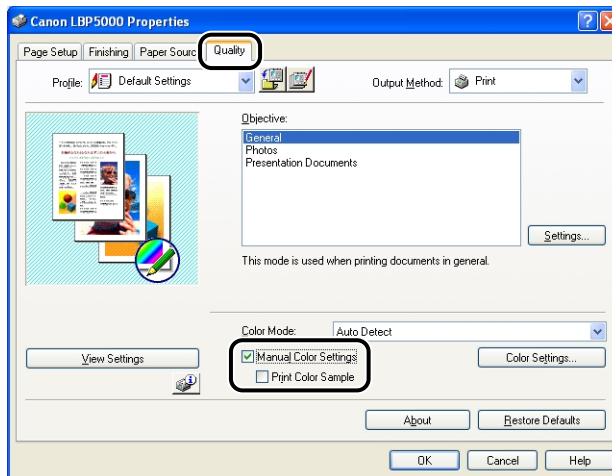 Canon LBP5000 Properties
Page Setup Finishing Paper Sourc Quality
Profile: Default Settings Output Method: Print
Objective:
General
Photos
Presentation Documents
Settings...
This mode is used when printing documents in general.
Color Mode: Auto Detect
View Settings Manual Color Settings Color Settings...
Print Color Sample
About Restore Defaults
OK Cancel Help